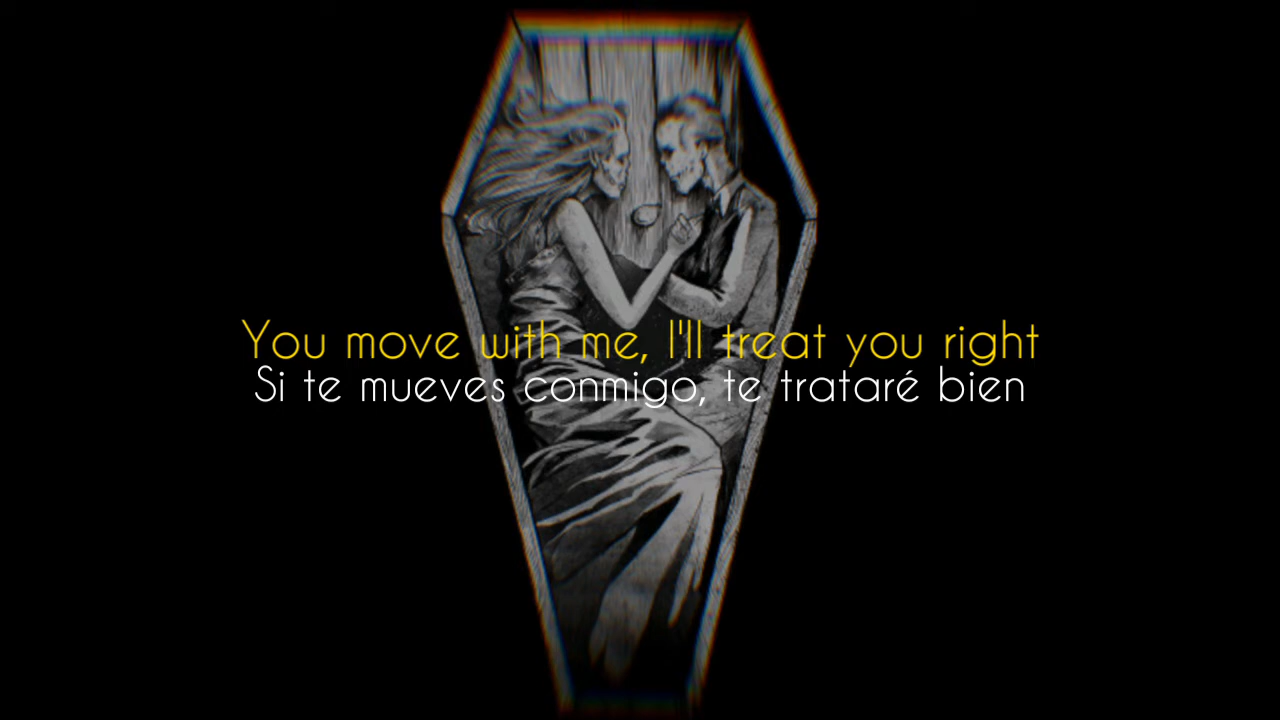 You move with me, I'll treat you right
Si te mueves conmigo, te trataré bien